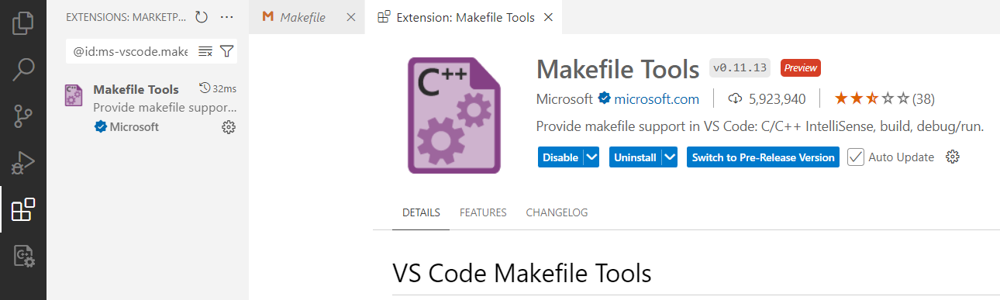 EXTENSIONS: MARKETP...
@id:ms-vscode.make
Makefile Tools
32ms
Provide makefile suppor...
Microsoft
Makefile
Extension: Makefile Tools
C++
Makefile Tools v0.11.13 Preview
Microsoft microsoft.com 5,923,940 (38)
Provide makefile support in VS Code: C/C++ IntelliSense, build, debug/run.
Disable Uninstall Switch to Pre-Release Version Auto Update
DETAILS FEATURES CHANGELOG
VS Code Makefile Tools